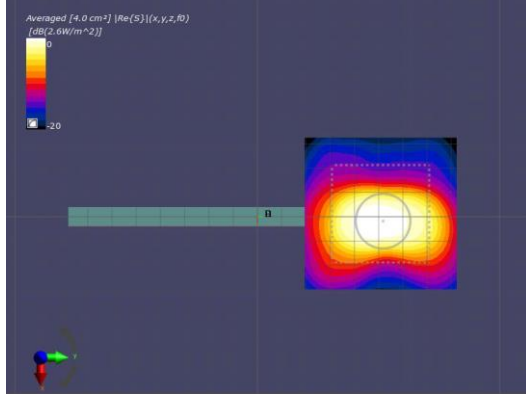 Averaged [4.0 cm²] |Re{S}|(x,y,z,f0)
[dB(2.6W/m^2)]
0
-20